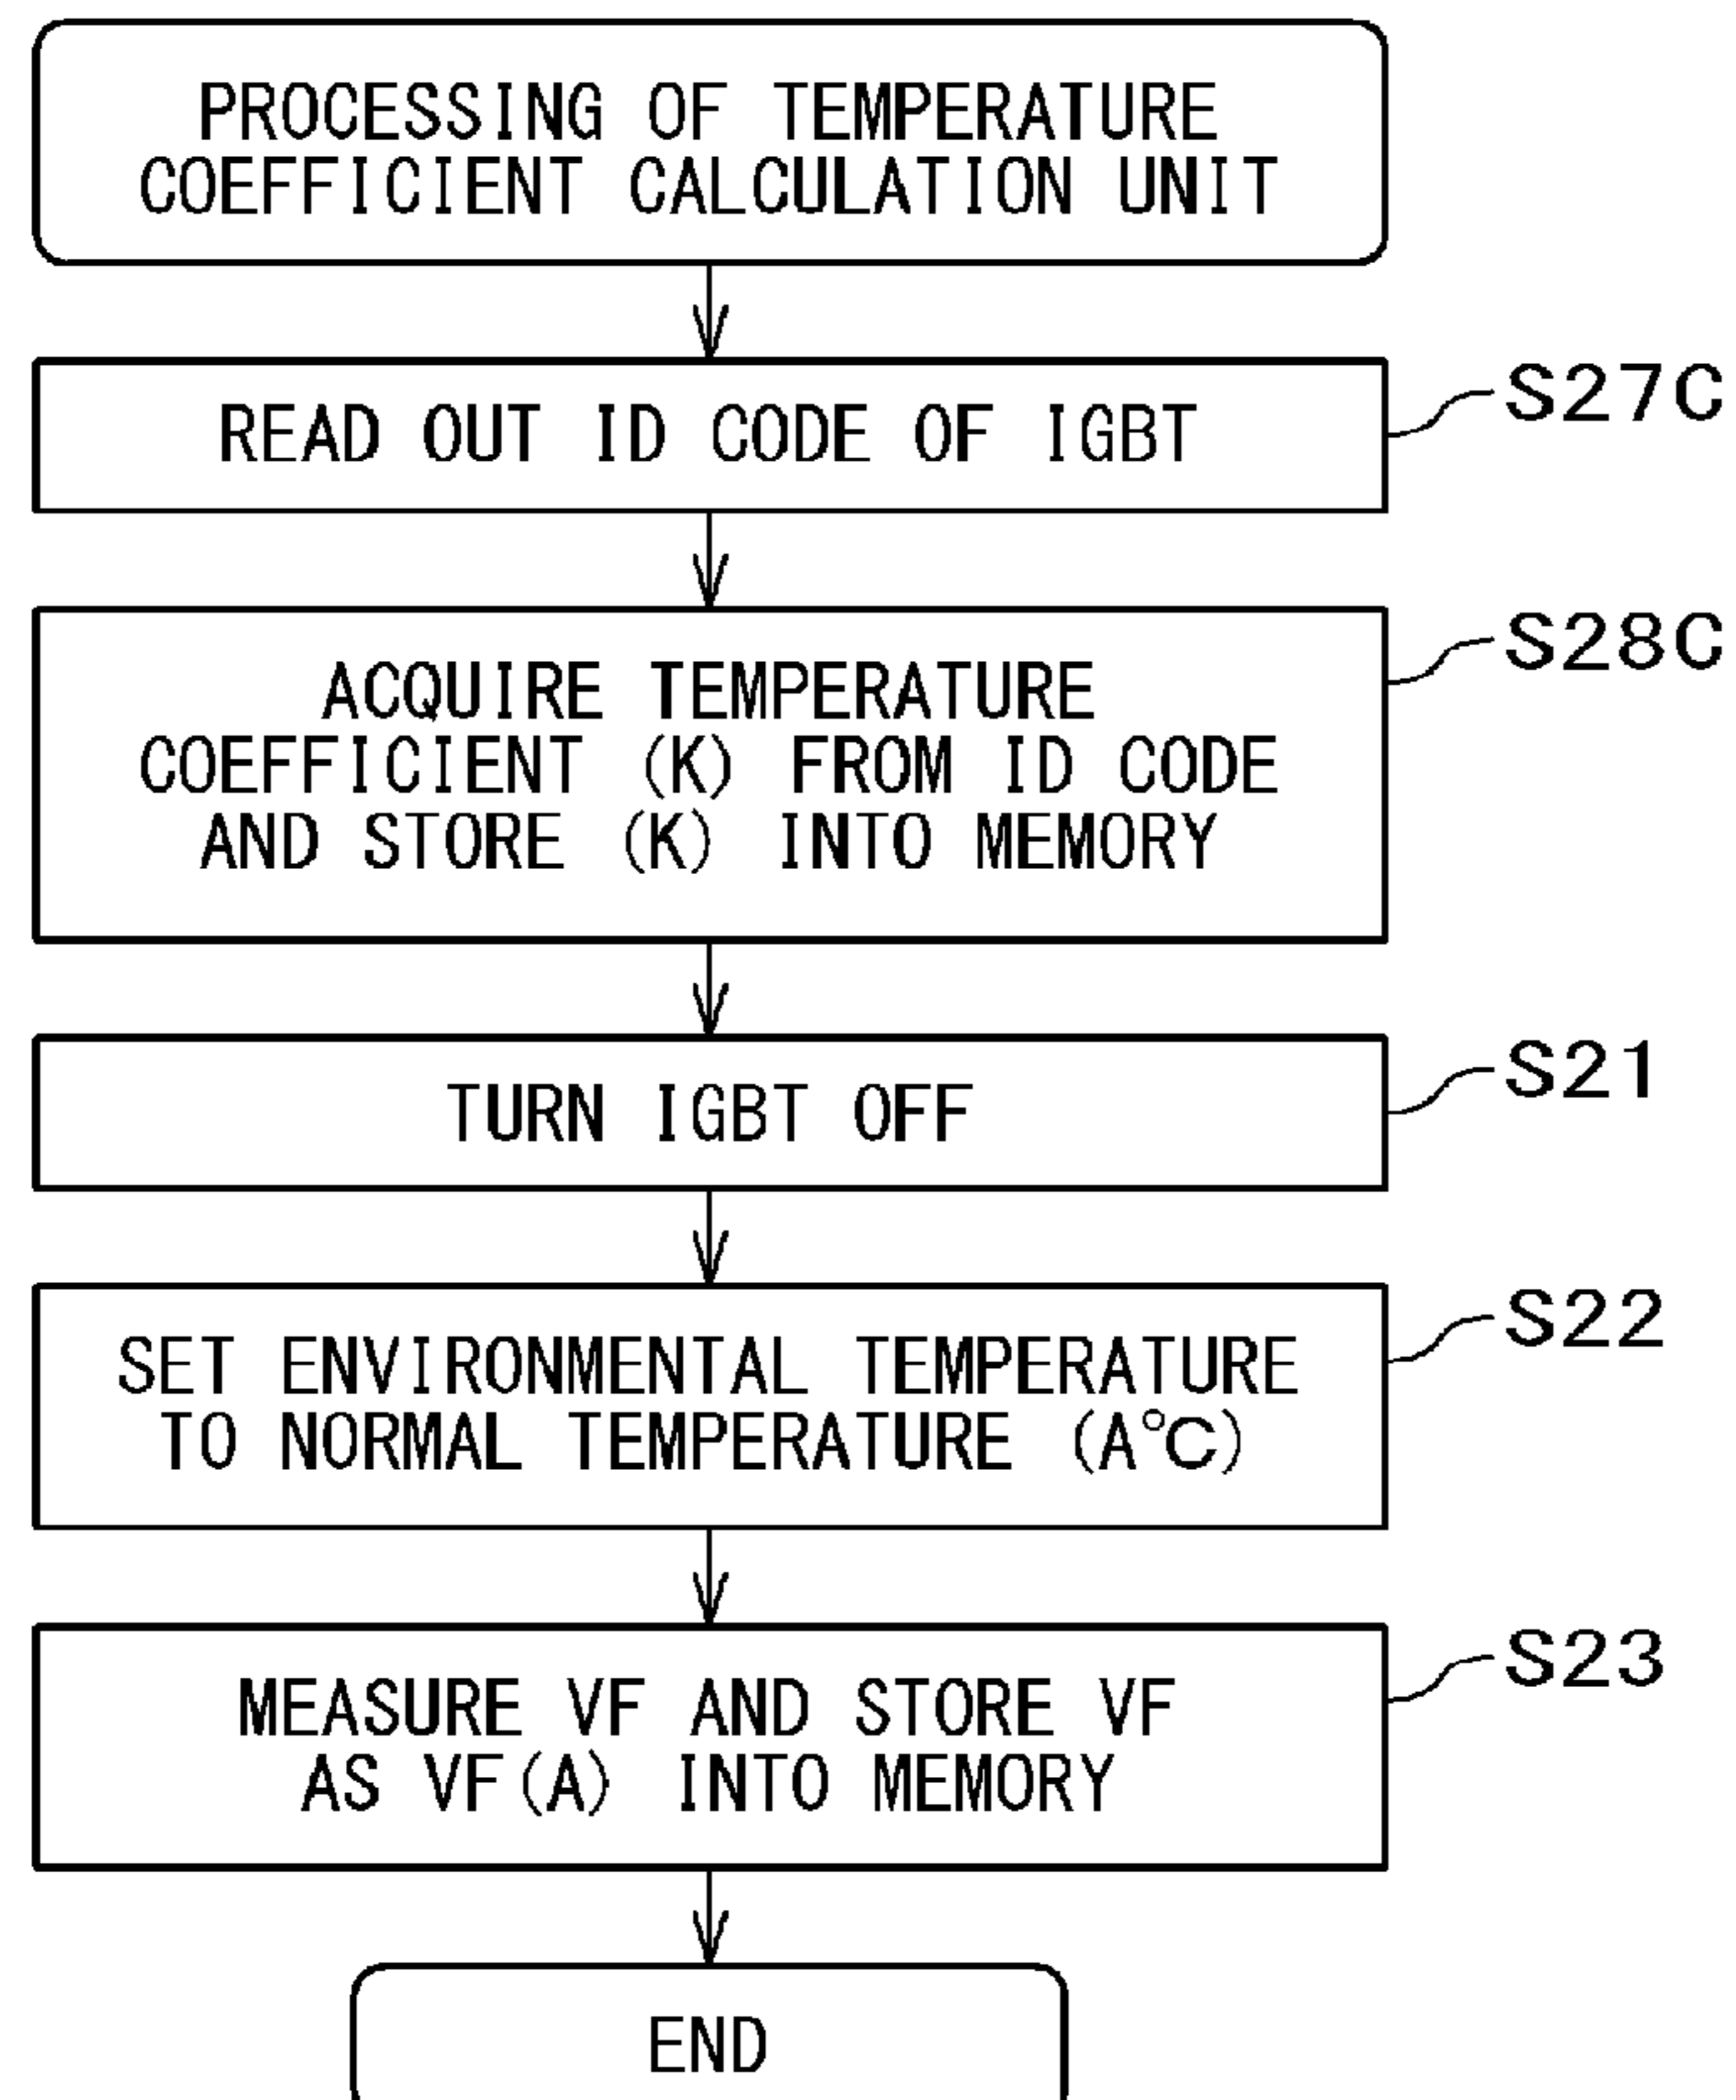 PROCESSING OF TEMPERATURE
COEFFICIENT CALCULATION UNIT
READ OUT ID CODE OF IGBT
S27C
ACQUIRE TEMPERATURE
COEFFICIENT (K) FROM ID CODE
AND STORE (K) INTO MEMORY
S28C
TURN IGBT OFF
S21
SET ENVIRONMENTAL TEMPERATURE
TO NORMAL TEMPERATURE (A℃)
S22
MEASURE VF AND STORE VF
AS VF(A) INTO MEMORY
S23
END